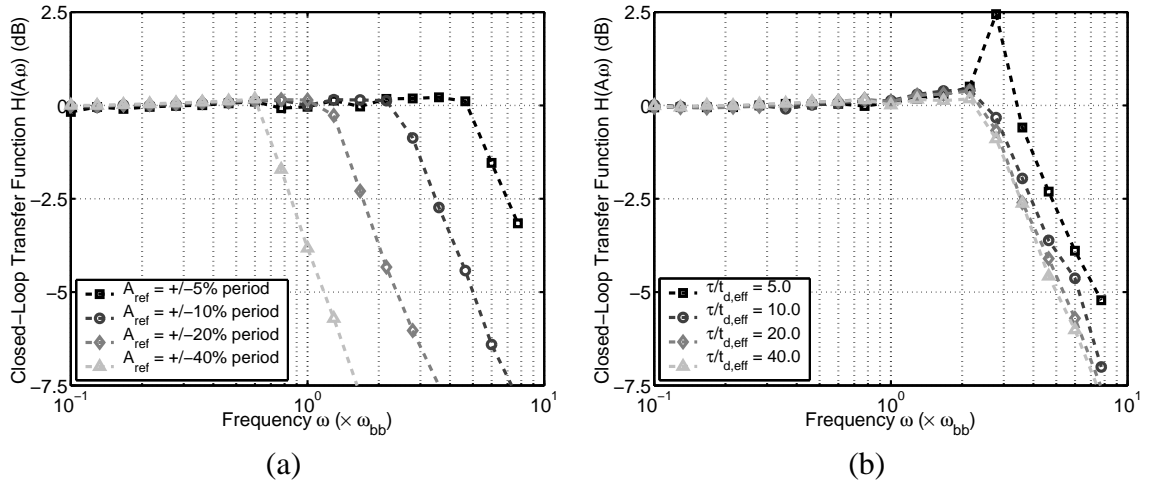 Closed−Loop Transfer Function H(A,ω) (dB)
2.5
0
−2.5
−5
−7.5
A_ref = +/−5% period
A_ref = +/−10% period
A_ref = +/−20% period
A_ref = +/−40% period
10^−1
10^0
10^1
Frequency ω (× ω_bb)
(a)
Closed−Loop Transfer Function H(A,ω) (dB)
2.5
0
−2.5
−5
−7.5
τ/t_d,eff = 5.0
τ/t_d,eff = 10.0
τ/t_d,eff = 20.0
τ/t_d,eff = 40.0
10^−1
10^0
10^1
Frequency ω (× ω_bb)
(b)